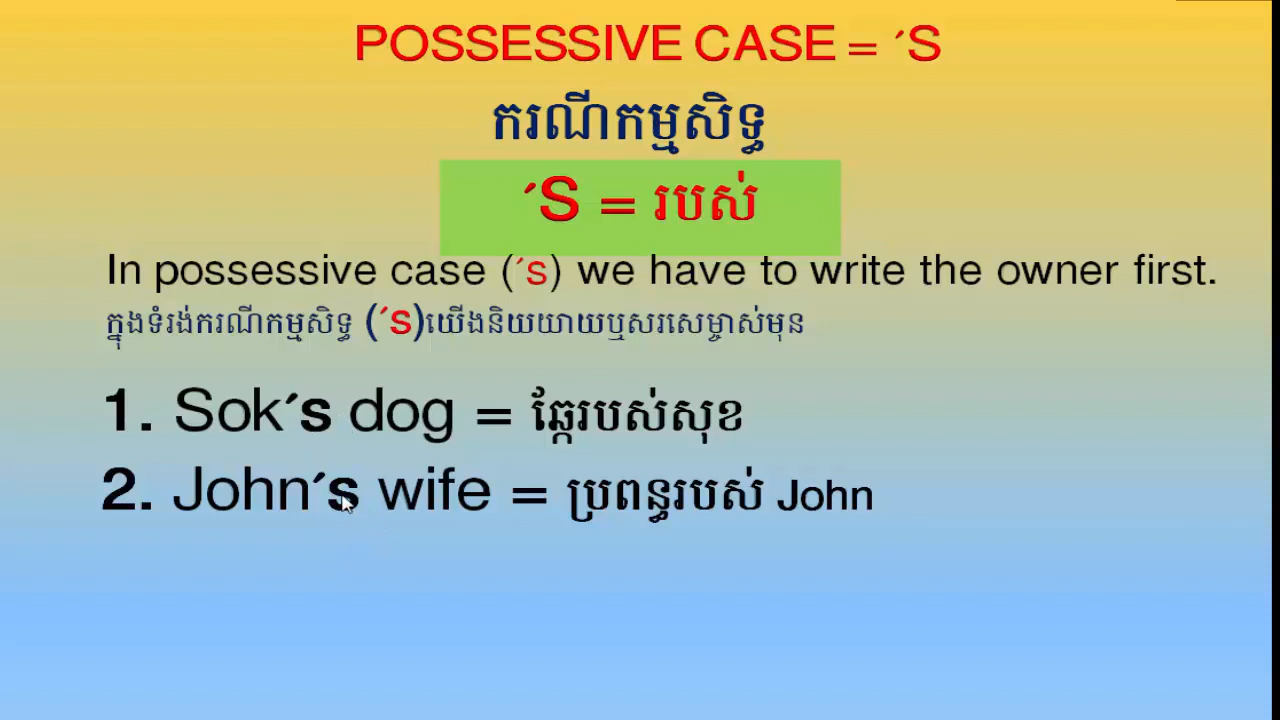 POSSESSIVE CASE = ´S
ករណីកម្មសិទ្ធ
´S = របស់
In possessive case (´s) we have to write the owner first.
ក្នុងទំរង់ករណីកម្មសិទ្ធ (´s)យើងនិយយាយឬសរសេម្ចាស់មុន
1. Sok´s dog = ឆ្កែរបស់សុខ
2. John´s wife = ប្រពន្ធរបស់ John